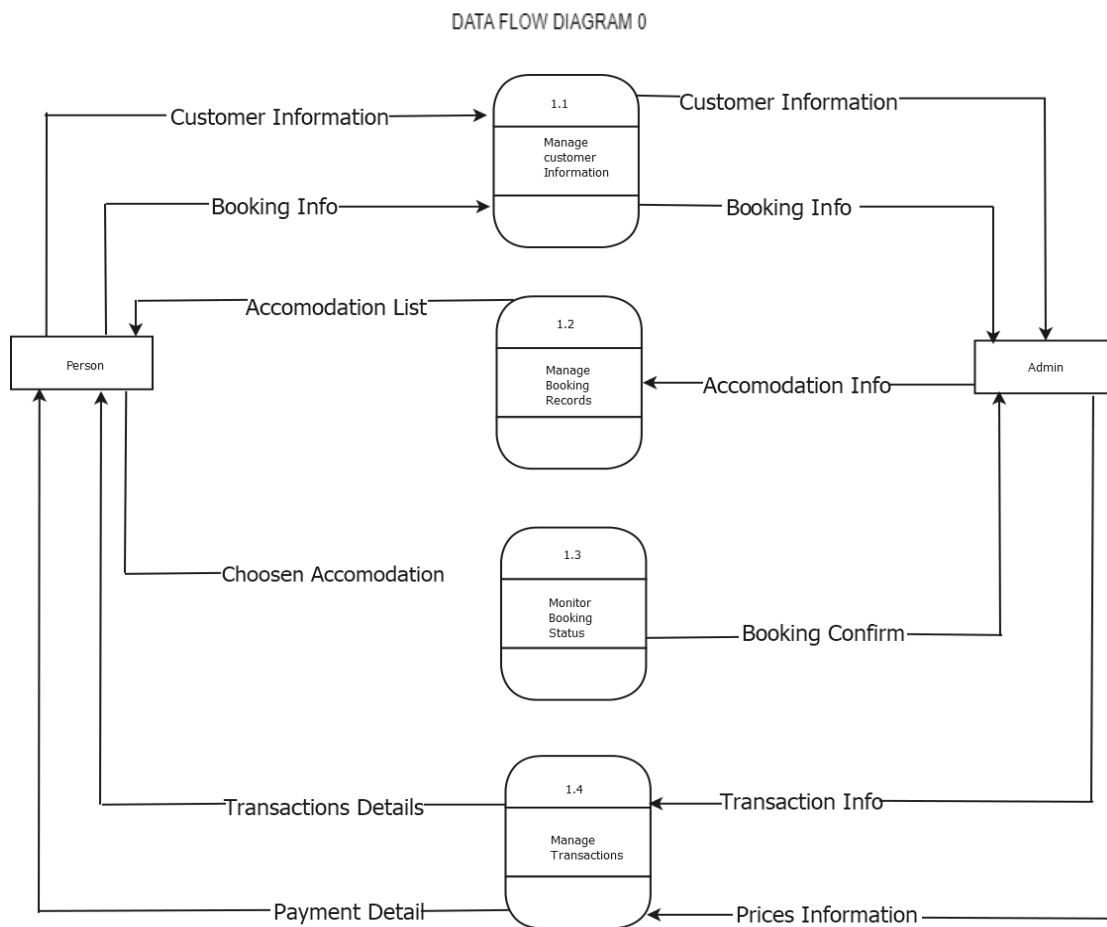 DATA FLOW DIAGRAM 0
1.1
Customer Information
Customer Information
Manage
customer
Information
Booking Info
Booking Info
Accomodation List
1.2
Person
Admin
Manage
Booking
Records
Accomodation Info
1.3
Choosen Accomodation
Monitor
Booking
Status
Booking Confirm
1.4
Transactions Details
Transaction Info
Manage
Transactions
Payment Detail
Prices Information